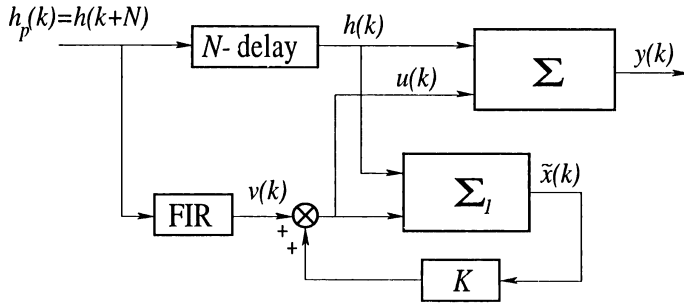 h_p(k)=h(k+N)
N- delay
h(k)
u(k)
Σ
y(k)
FIR
v(k)
+
+
Σ_1
x̃(k)
K